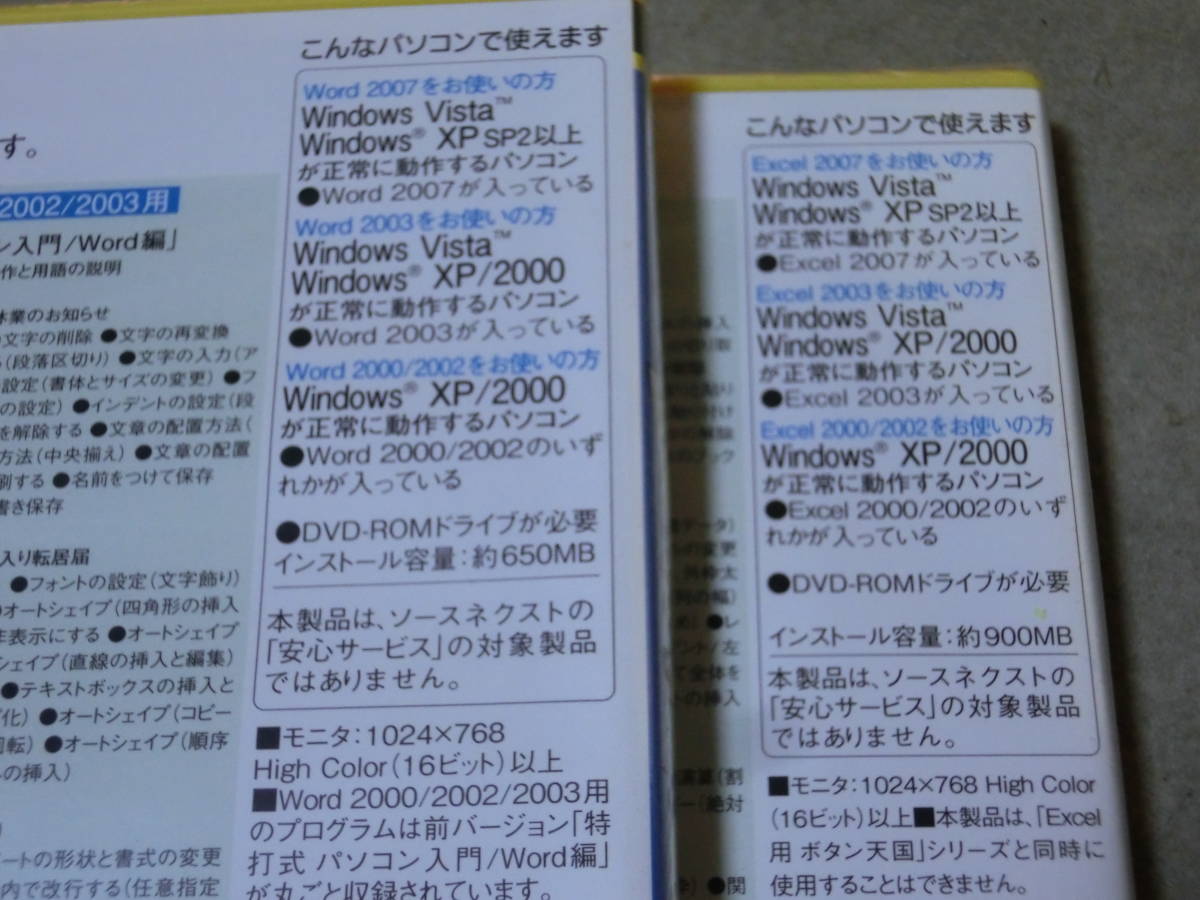 こんなパソコンで使えます
Word 2007をお使いの方
Windows Vista™
Windows® XP SP2以上
が正常に動作するパソコン
●Word 2007が入っている
Word 2003をお使いの方
Windows Vista™
Windows® XP/2000
が正常に動作するパソコン
●Word 2003が入っている
Word 2000/2002をお使いの方
Windows® XP/2000
が正常に動作するパソコン
●Word 2000/2002のいず
れかが入っている
●DVD-ROMドライブが必要
インストール容量:約650MB
本製品は、ソースネクストの
「安心サービス」の対象製品
ではありません。
■モニタ:1024×768
High Color(16ビット)以上
■Word 2000/2002/2003用
のプログラムは前バージョン「特
打式 パソコン入門/Word編」
が丸ごと収録されています。
す。
2002/2003用
ン入門/Word編」
作と用語の説明
休業のお知らせ
文字の削除 ●文字の再変換
(段落区切り) ●文字の入力(ア
設定(書体とサイズの変更) ●フ
の設定) ●インデントの設定(段
を解除する ●文章の配置方法(
方法(中央揃え) ●文章の配置
刷する ●名前をつけて保存
書き保存
入り転居届
●フォントの設定(文字飾り)
オートシェイプ(四角形の挿入
非表示にする ●オートシェイプ
シェイプ(直線の挿入と編集)
●テキストボックスの挿入と
化) ●オートシェイプ(コピー
回転) ●オートシェイプ(順序
の挿入)
ートの形状と書式の変更
内で改行する(任意指定
こんなパソコンで使えます
Excel 2007をお使いの方
Windows Vista™
Windows® XP SP2以上
が正常に動作するパソコン
●Excel 2007が入っている
Excel 2003をお使いの方
Windows Vista™
Windows® XP/2000
が正常に動作するパソコン
●Excel 2003が入っている
Excel 2000/2002をお使いの方
Windows® XP/2000
が正常に動作するパソコン
●Excel 2000/2002のいず
れかが入っている
●DVD-ROMドライブが必要
インストール容量:約900MB
本製品は、ソースネクストの
「安心サービス」の対象製品
ではありません。
■モニタ:1024×768 High Color
(16ビット)以上■本製品は、「Excel
用 ボタン天国」シリーズと同時に
使用することはできません。